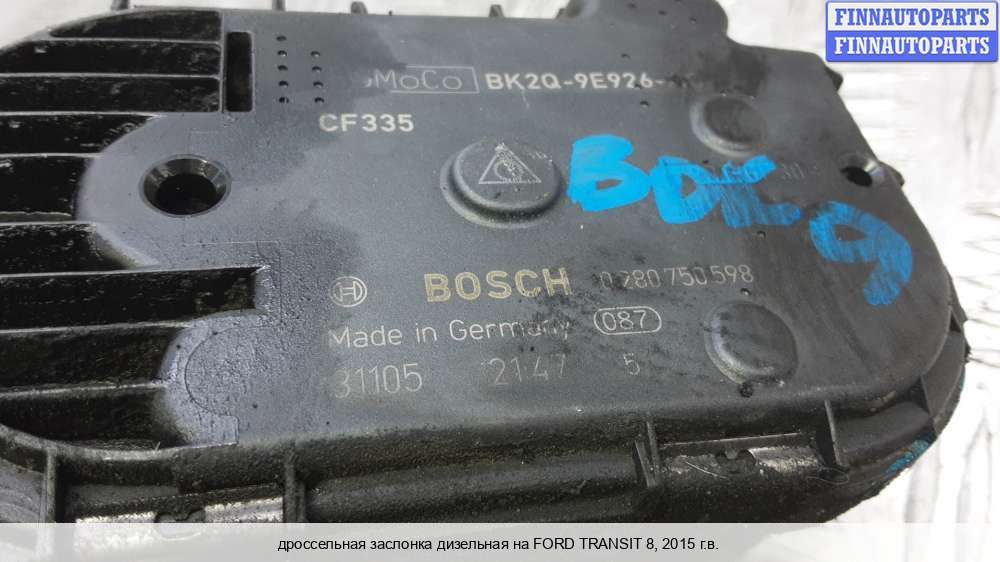 FINNAUTOPARTS
FINNAUTOPARTS
MoCo BK2Q-9E926-
CF335
BDC9
BOSCH 0 280 750 598
Made in Germany 087
31105 21:47 5
дроссельная заслонка дизельная на FORD TRANSIT 8, 2015 г.в.